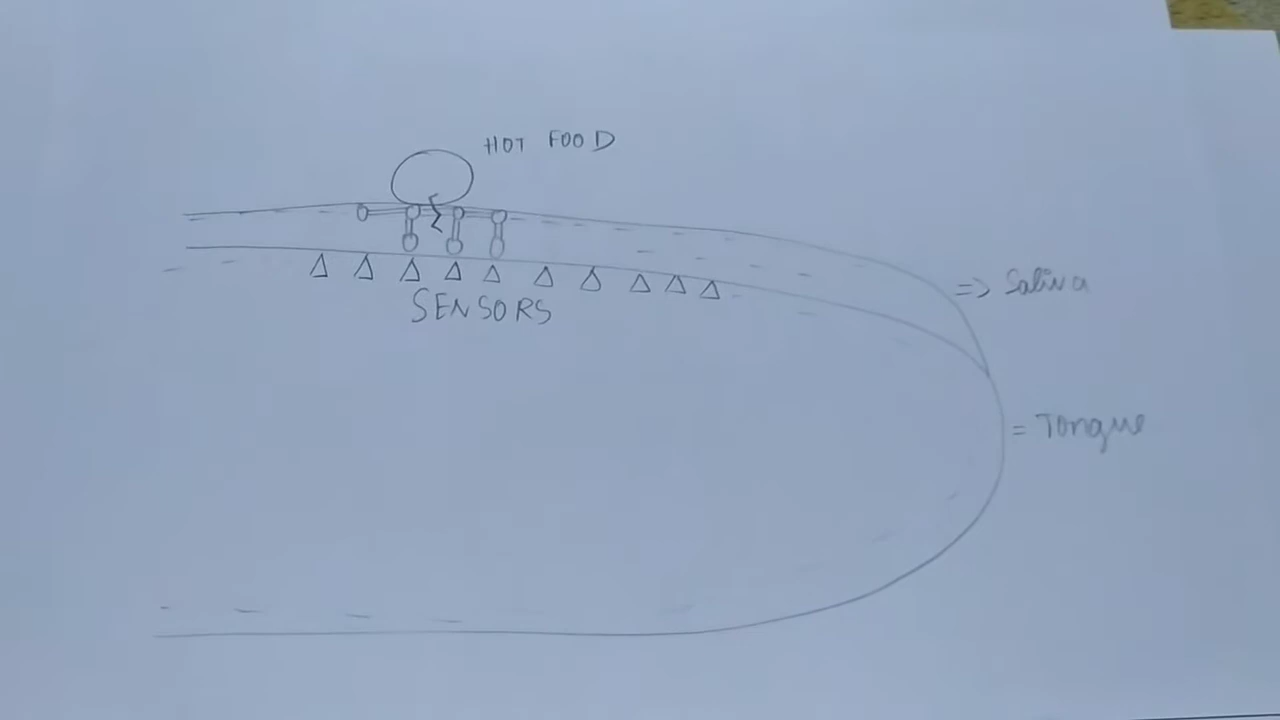 HOT FOOD
=> Saliva
SENSORS
= Tongue